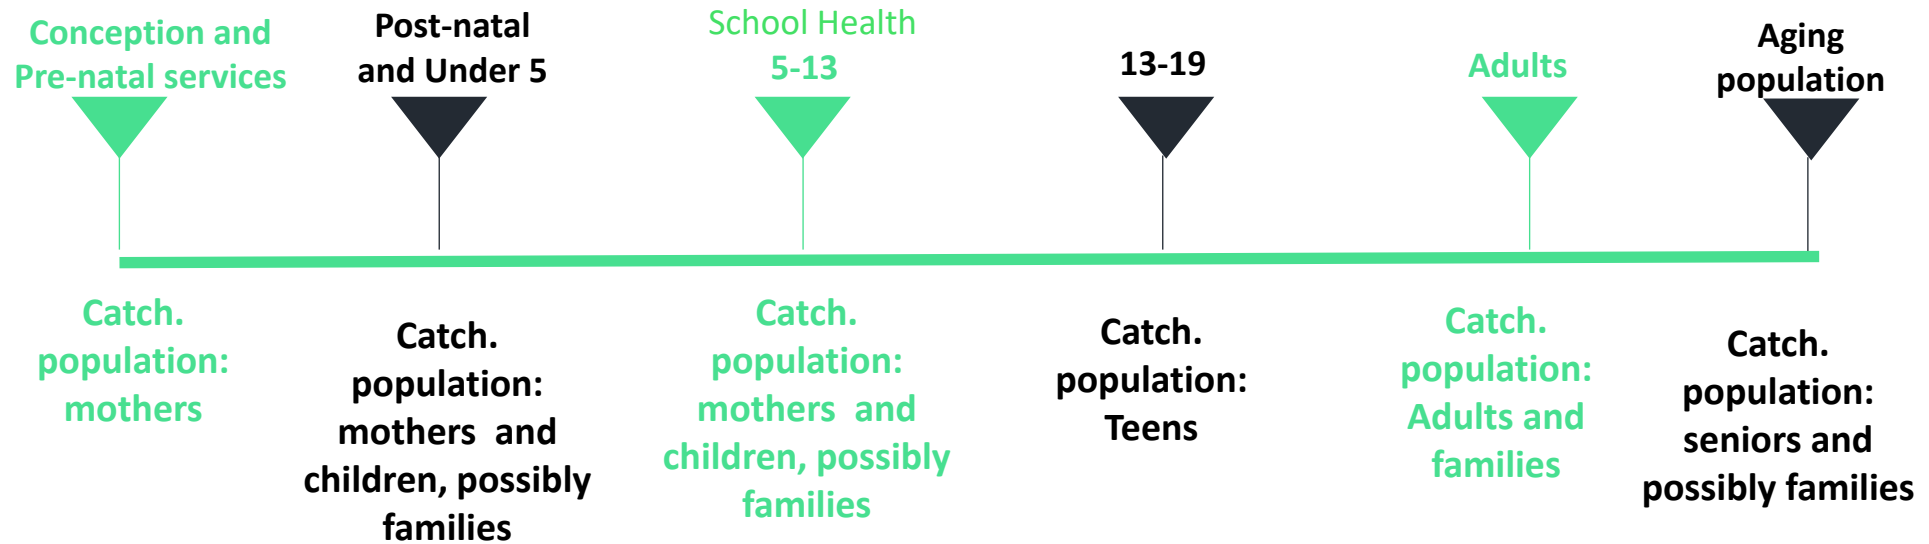 Conception and
Pre-natal services
Post-natal
and Under 5
School Health
5-13
13-19
Adults
Aging
population
Catch.
population:
mothers
Catch.
population:
mothers and
children, possibly
families
Catch.
population:
mothers and
children, possibly
families
Catch.
population:
Teens
Catch.
population:
Adults and
families
Catch.
population:
seniors and
possibly families